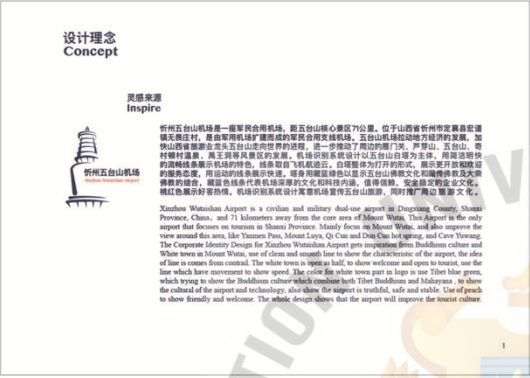 设计理念
Concept
灵感来源
Inspire
忻州五台山机场
Xinzhou Wutaishan Airport
忻州五台山机场是一座军民合用机场，距五台山核心景区71公里。位于山西省忻州市定襄县宏道
镇无畏庄村，是由军用机场扩建而成的军民合用支线机场。五台山机场拉动地方经济的发展，加
快山西省旅游业龙头五台山走向世界的进程，进一步推动了周边的雁门关、芦芽山、五台山、奇
村顿村温泉、禹王洞等风景区的发展。机场识别系统设计以五台山白塔为主体，用简洁明快
的流畅线条展示机场的特色，线条取自飞机航迹云。白塔整体为打开的形式，展示更开放和欢迎
的服务态度，用运动的线条展示快速。塔身用藏蓝绿色以显示五台山佛教文化和藏传佛教及大乘
佛教的结合，藏蓝色线条代表机场深厚的文化和科技内涵，值得信赖，安全稳定的企业文化。
桃红色展示好客热情。机场识别系统设计寓意机场宣传五台山旅游，同时推广周边旅游文化。
Xinzhou Wutaishan Airport is a civilian and military dual-use airport in Dingxiang County, Shanxi
Province, China, and 71 kilometers away from the core area of Mount Wutai. This Airport is the only
airport that focuses on tourism in Shanxi Province. Mainly focus on Mount Wutai, and also improve the
view around this area, like Yanmen Pass, Mount Luya, Qi Cun and Dun Cun hot spring, and Cave Yuwang.
The Corporate Identity Design for Xinzhou Wutaishan Airport gets inspiration from Buddhism culture and
White town in Mount Wutai, use of clean and smooth line to show the characteristic of the airport, the idea
of line is comes from contrail. The white town is open as half, to show welcome and open to tourist, use the
line which have movement to show speed. The color for white town part in logo is use Tibet blue green,
which trying to show the Buddhism culture which combine both Tibet Buddhism and Mahayana , to show
the cultural of the airport and technology, also show the airport is truthful, safe and stable. Use of peach
to show friendly and welcome. The whole design shows that the airport will improve the tourist culture.
1